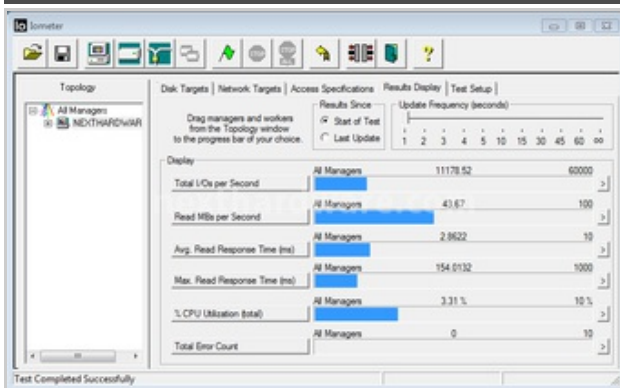 Iometer
Topology
All Managers
NEXTHARDWAR
Disk Targets | Network Targets | Access Specifications | Results Display | Test Setup
Drag managers and workers
from the Topology window
to the progress bar of your choice.
Results Since
Start of Test
Last Update
Update Frequency (seconds)
1 2 3 4 5 10 15 30 45 60 ∞
Display
Total I/Os per Second
All Managers 11178.52 60000
Read MBs per Second
All Managers 43.67 100
Avg. Read Response Time (ms)
All Managers 2.8622 10
Max. Read Response Time (ms)
All Managers 154.0132 1000
% CPU Utilization (total)
All Managers 3.31 % 10 %
Total Error Count
All Managers 0 10
Test Completed Successfully